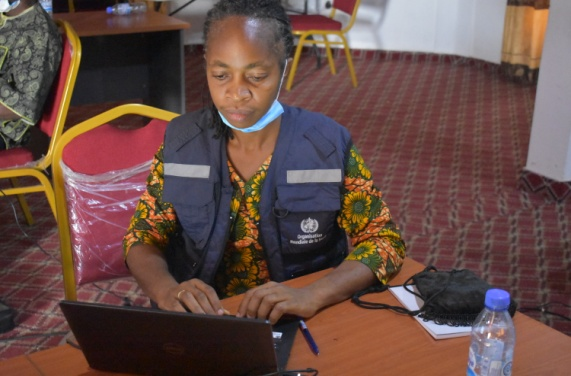 Organisation
mondiale de la Santé